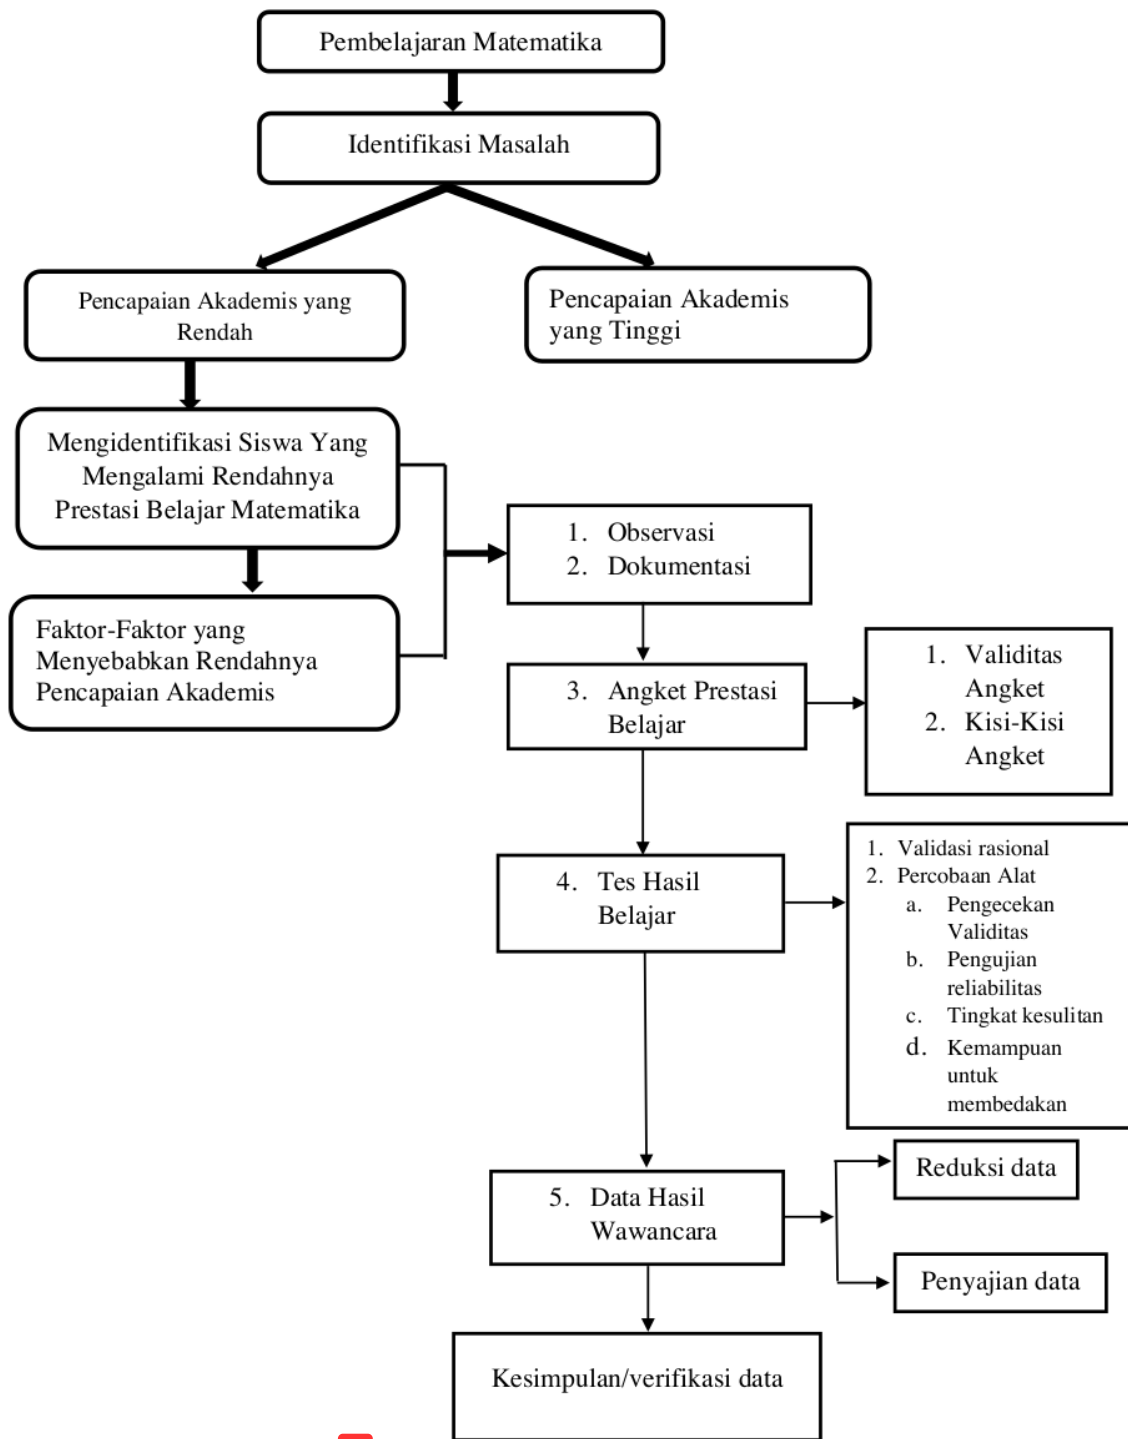 Pembelajaran Matematika
Identifikasi Masalah
Pencapaian Akademis yang
Rendah
Pencapaian Akademis
yang Tinggi
Mengidentifikasi Siswa Yang
Mengalami Rendahnya
Prestasi Belajar Matematika
Faktor-Faktor yang
Menyebabkan Rendahnya
Pencapaian Akademis
1. Observasi
2. Dokumentasi
3. Angket Prestasi
Belajar
1. Validitas
Angket
2. Kisi-Kisi
Angket
4. Tes Hasil
Belajar
1. Validasi rasional
2. Percobaan Alat
a. Pengecekan
Validitas
b. Pengujian
reliabilitas
c. Tingkat kesulitan
d. Kemampuan
untuk
membedakan
5. Data Hasil
Wawancara
Reduksi data
Penyajian data
Kesimpulan/verifikasi data